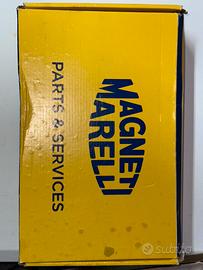 MAGNETI
MARELLI
PARTS & SERVICES
subito